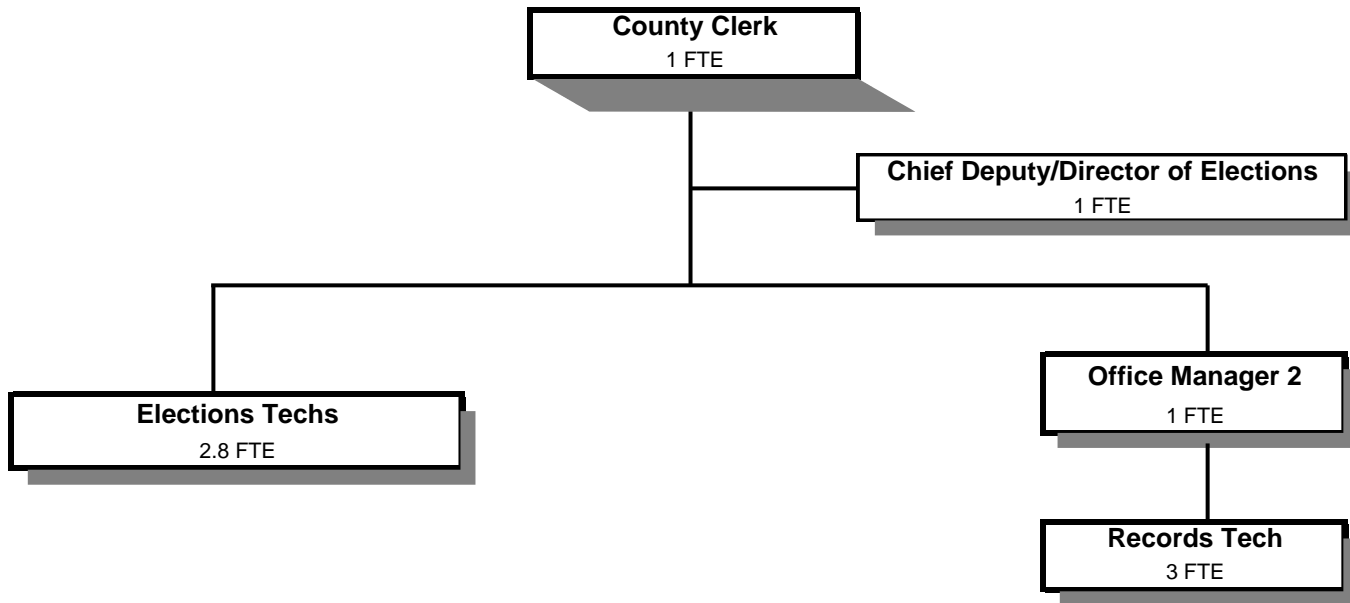 County Clerk
1 FTE
Chief Deputy/Director of Elections
1 FTE
Elections Techs
2.8 FTE
Office Manager 2
1 FTE
Records Tech
3 FTE